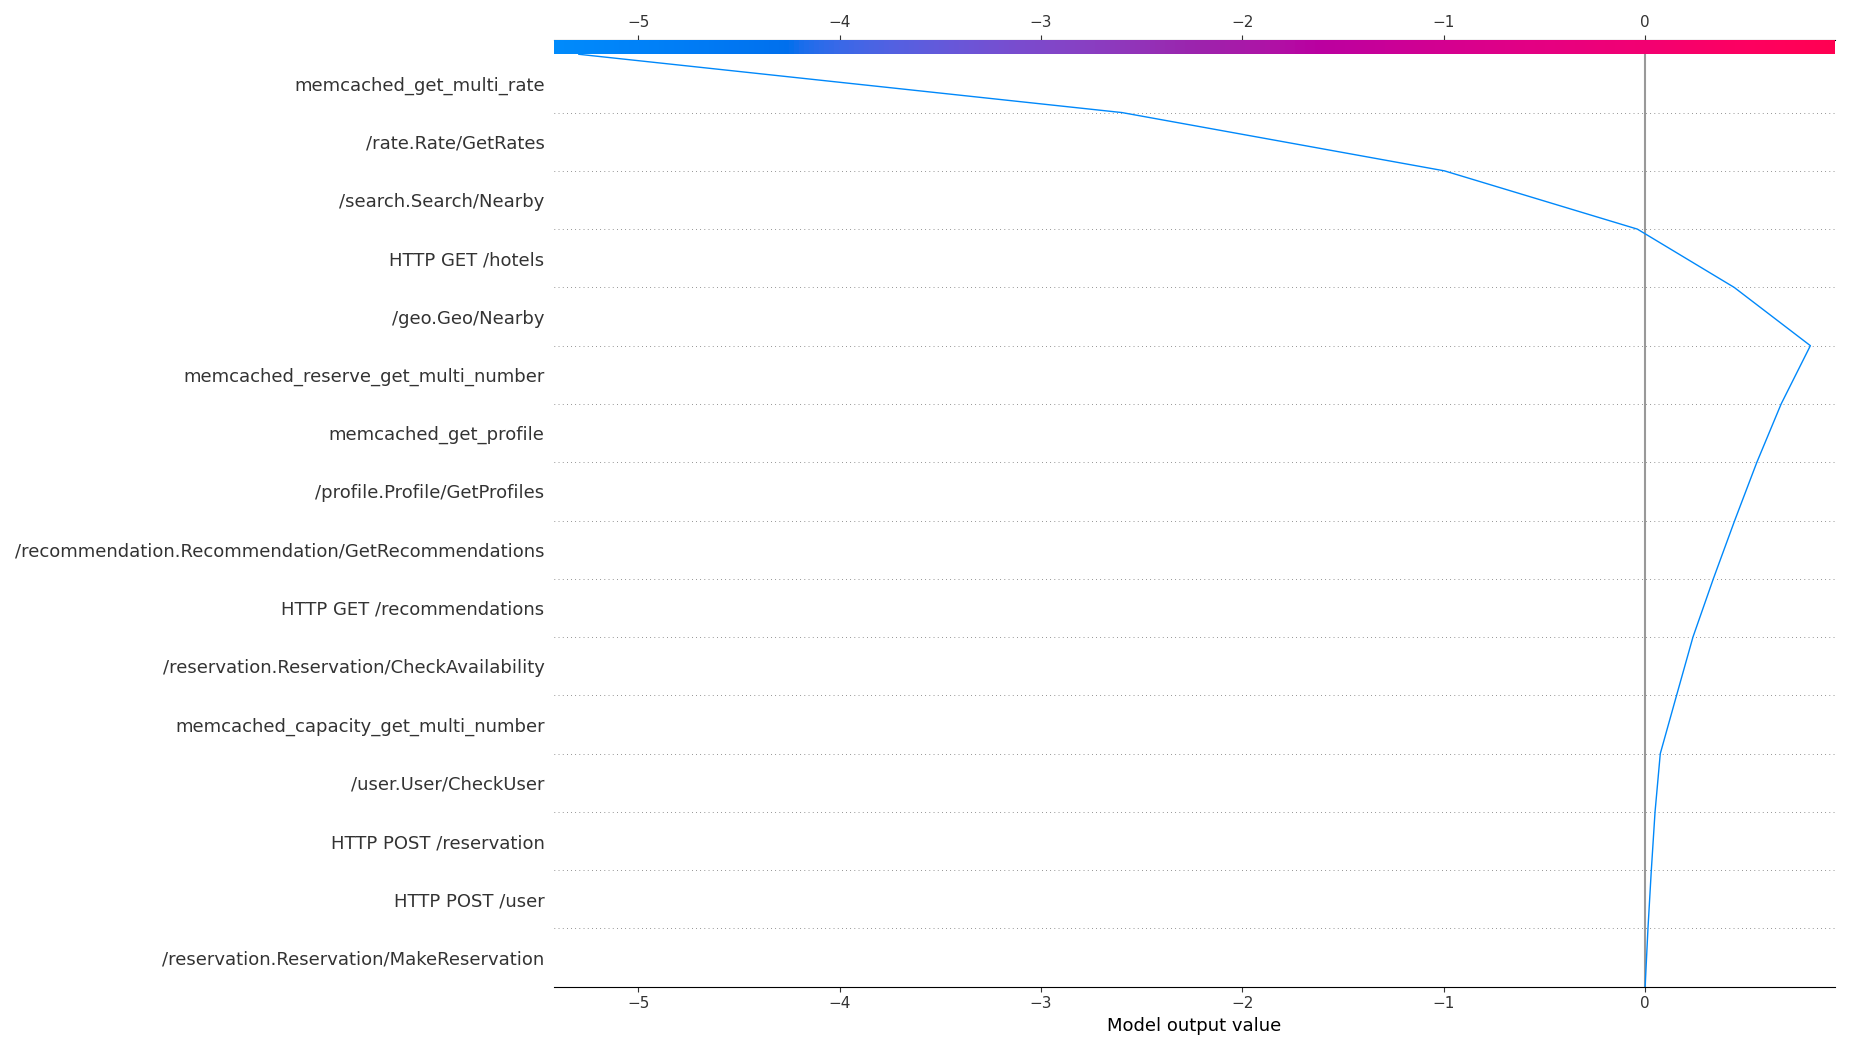 −5 −4 −3 −2 −1 0
memcached_get_multi_rate
/rate.Rate/GetRates
/search.Search/Nearby
HTTP GET /hotels
/geo.Geo/Nearby
memcached_reserve_get_multi_number
memcached_get_profile
/profile.Profile/GetProfiles
/recommendation.Recommendation/GetRecommendations
HTTP GET /recommendations
/reservation.Reservation/CheckAvailability
memcached_capacity_get_multi_number
/user.User/CheckUser
HTTP POST /reservation
HTTP POST /user
/reservation.Reservation/MakeReservation
−5 −4 −3 −2 −1 0
Model output value